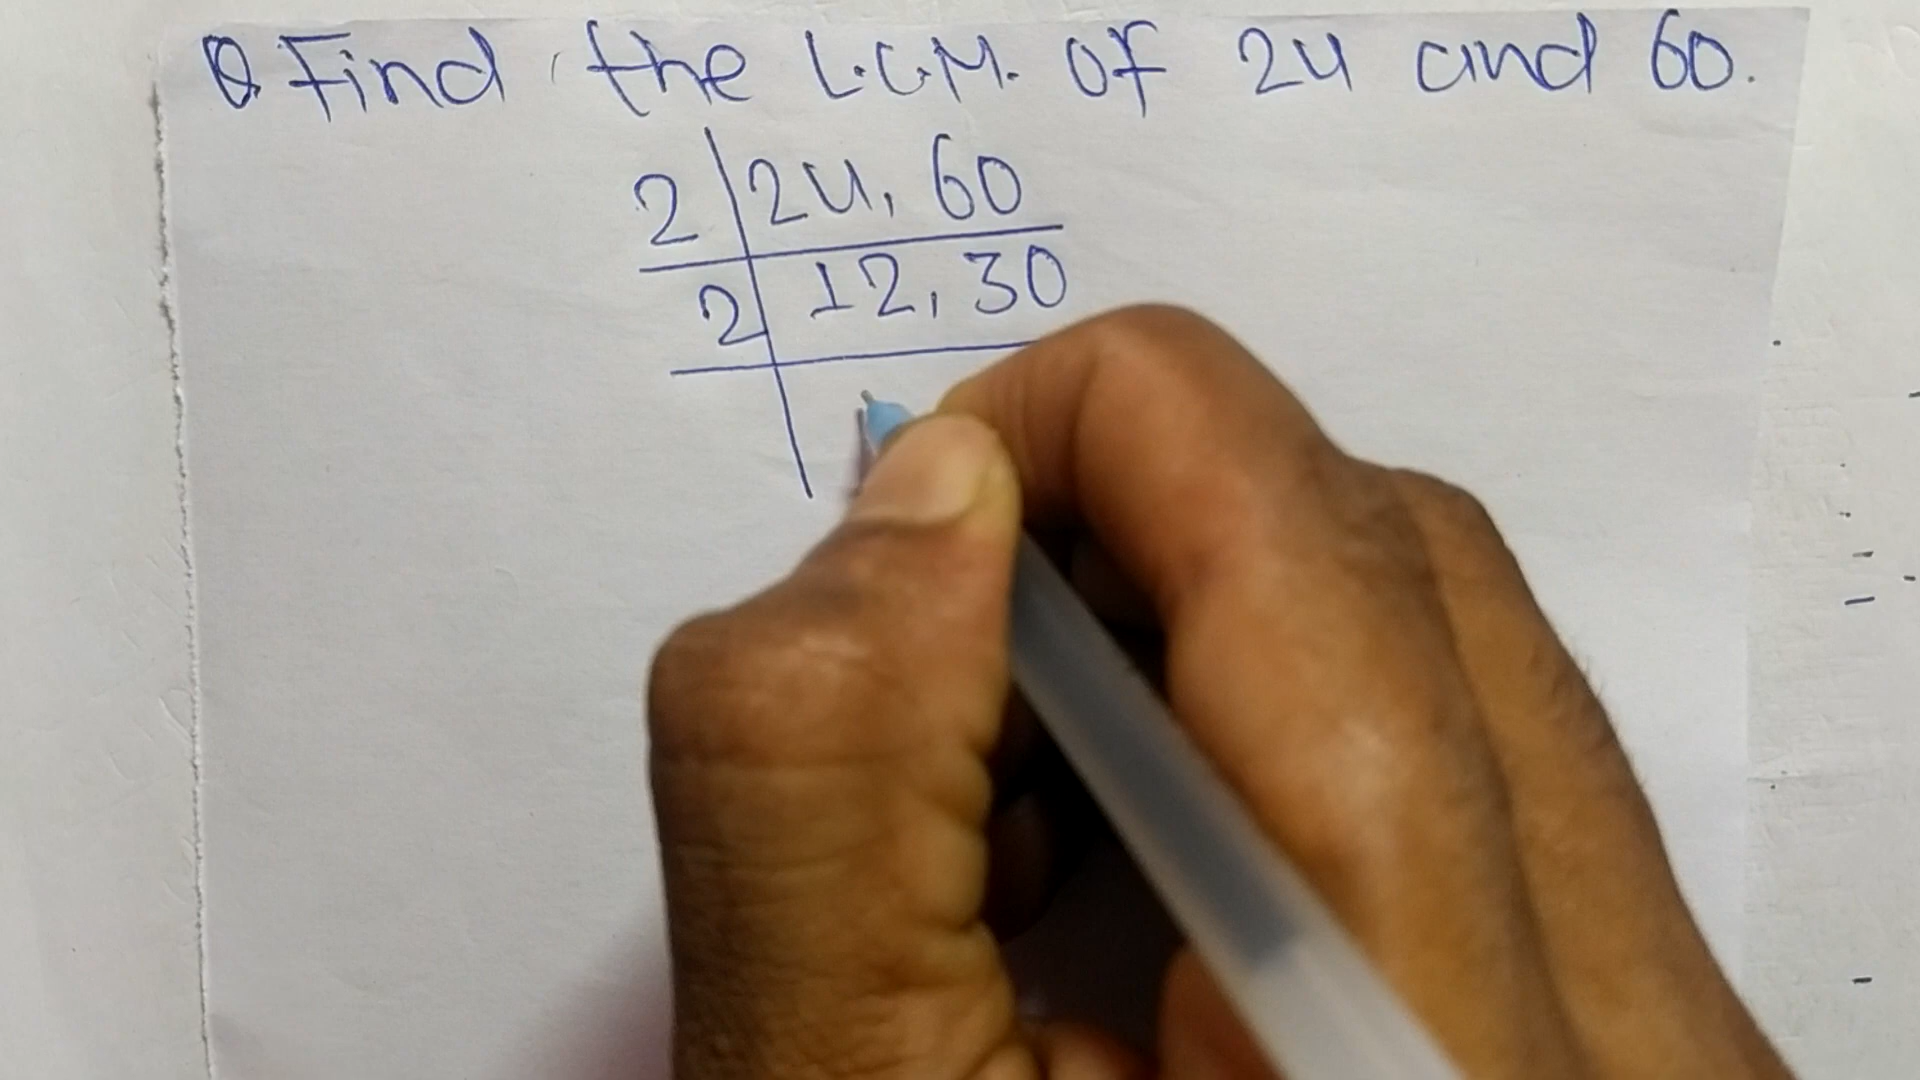 Q Find the L.C.M. of 24 and 60.
2 | 24, 60
2 | 12, 30